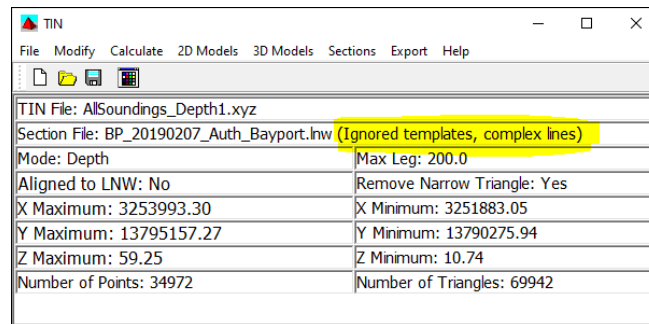 TIN
File Modify Calculate 2D Models 3D Models Sections Export Help
TIN File: AllSoundings_Depth1.xyz
Section File: BP_20190207_Auth_Bayport.lnw (Ignored templates, complex lines)
Mode: Depth Max Leg: 200.0
Aligned to LNW: No Remove Narrow Triangle: Yes
X Maximum: 3253993.30 X Minimum: 3251883.05
Y Maximum: 13795157.27 Y Minimum: 13790275.94
Z Maximum: 59.25 Z Minimum: 10.74
Number of Points: 34972 Number of Triangles: 69942